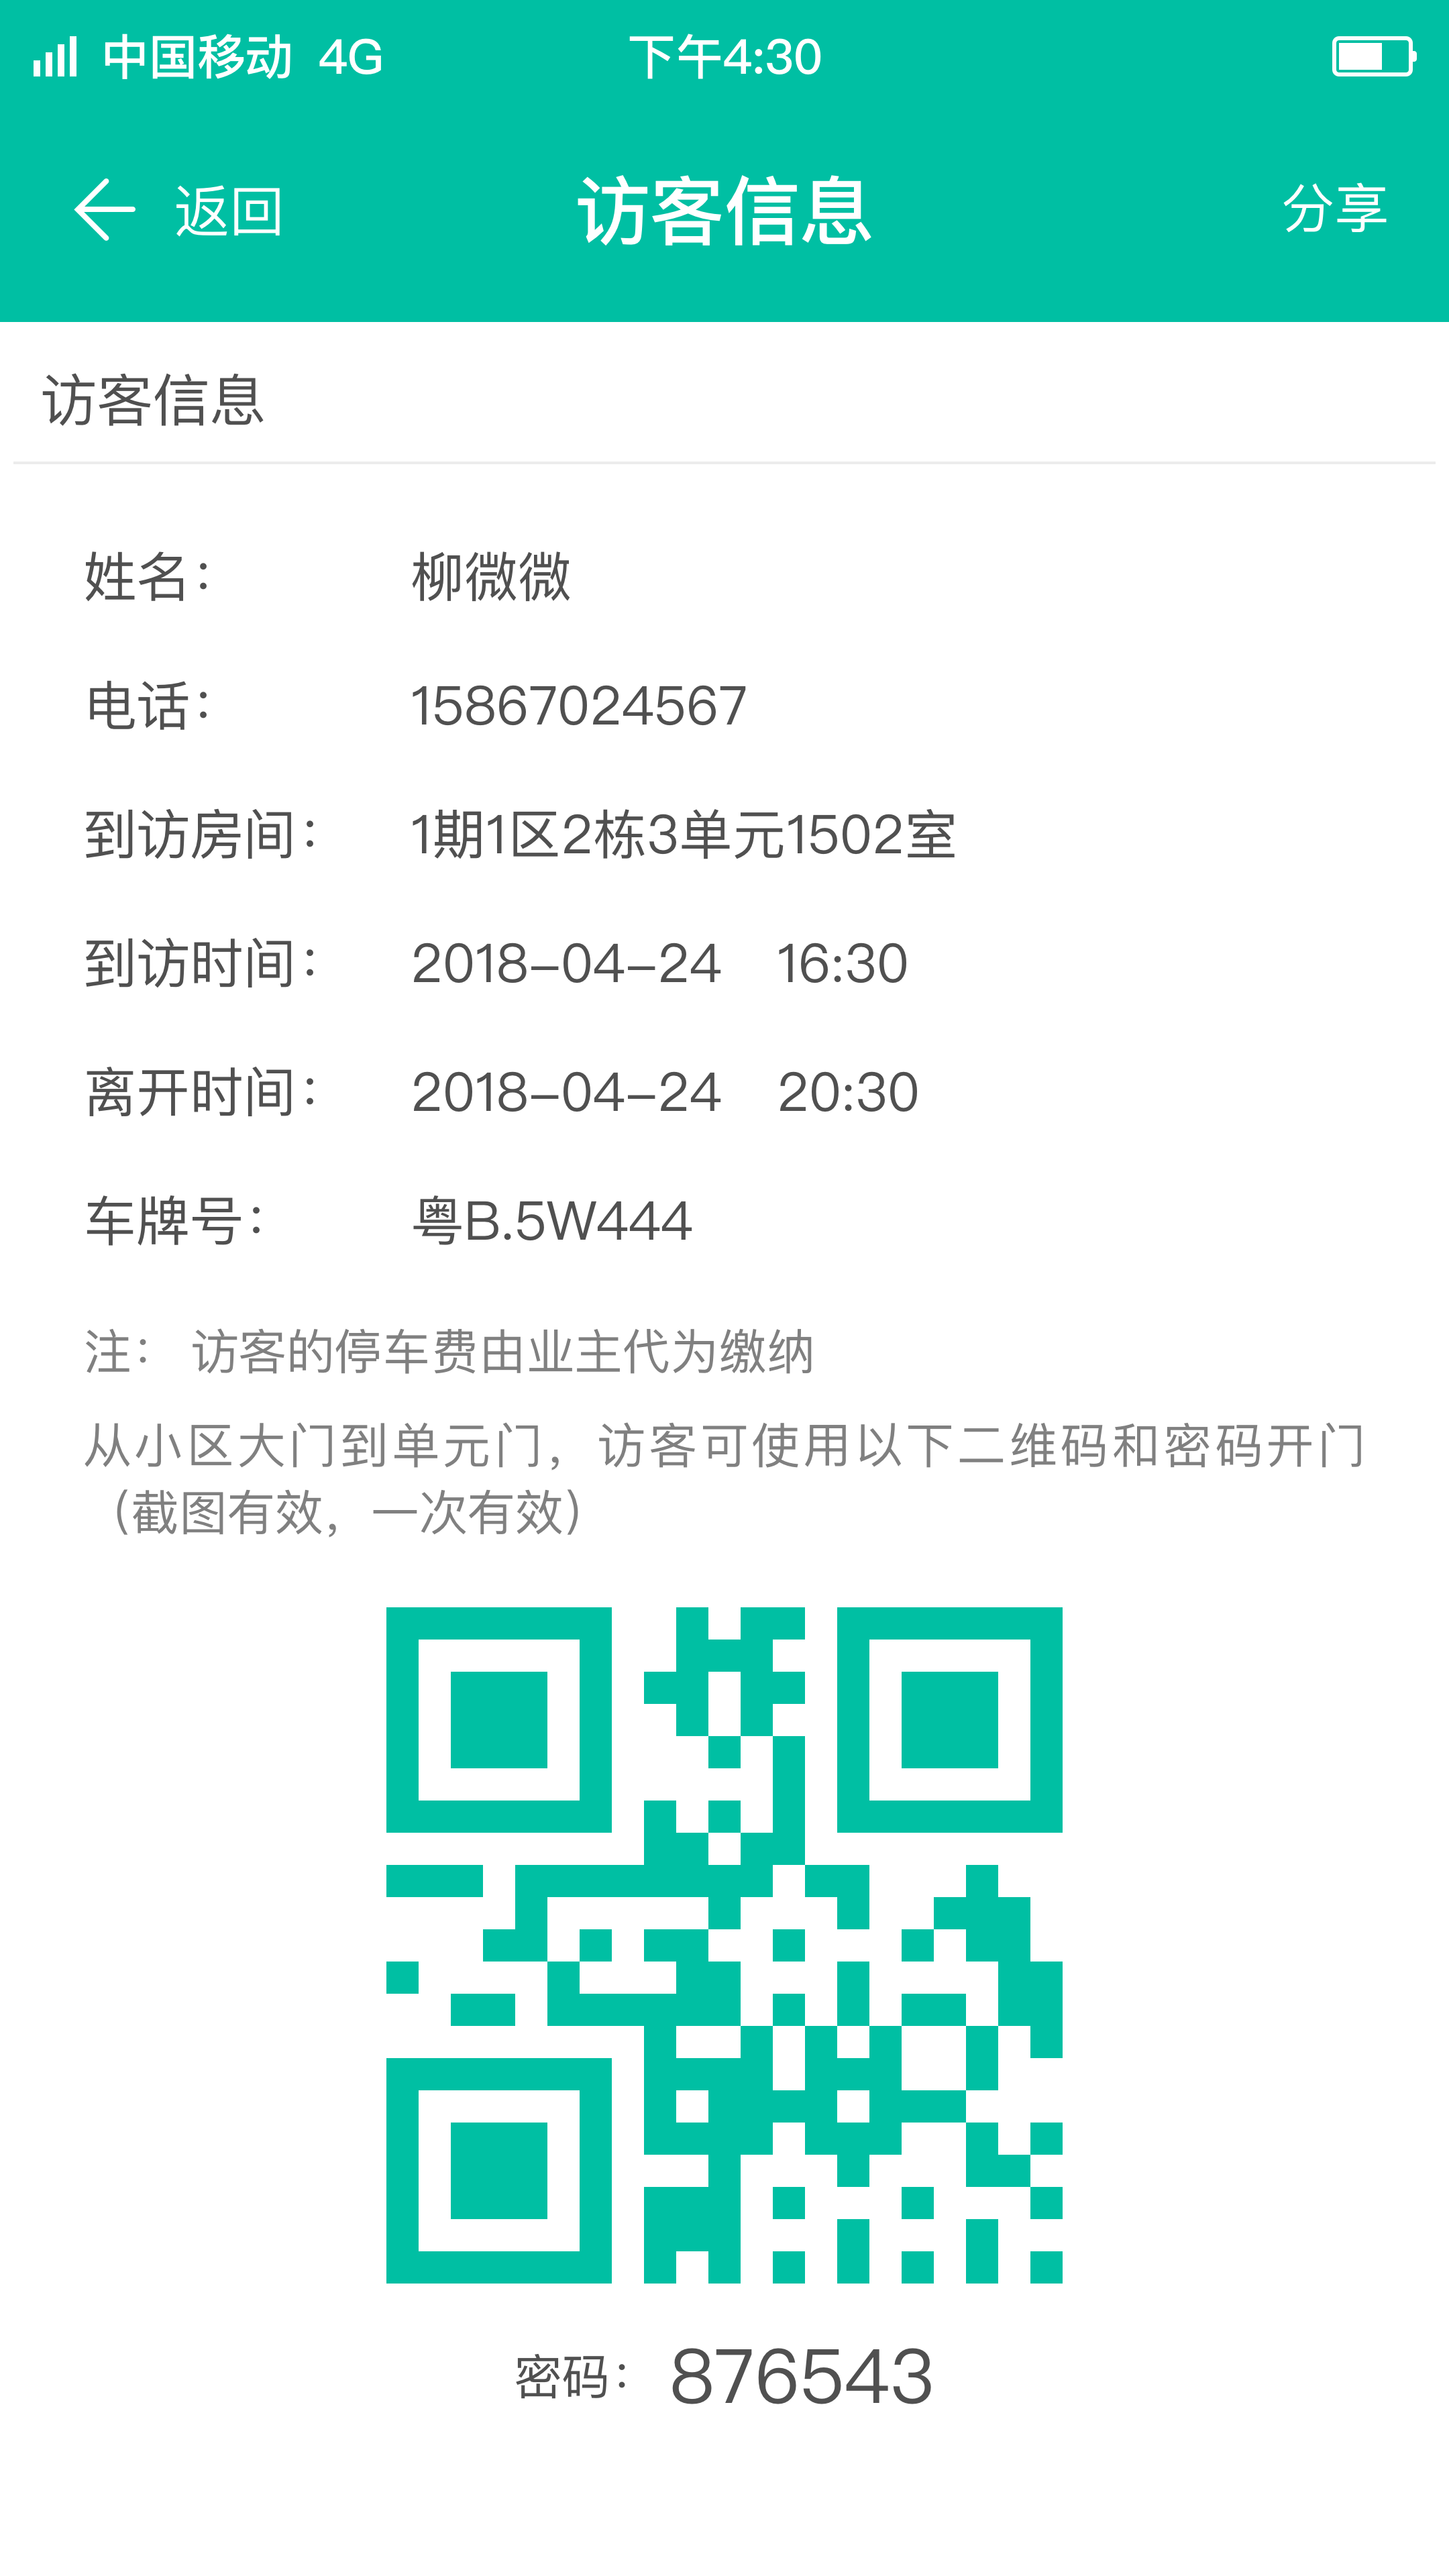 中国移动 4G 下午4:30
返回 访客信息 分享
访客信息
姓名： 柳微微
电话： 15867024567
到访房间： 1期1区2栋3单元1502室
到访时间： 2018-04-24 16:30
离开时间： 2018-04-24 20:30
车牌号： 粤B.5W444
注： 访客的停车费由业主代为缴纳
从小区大门到单元门，访客可使用以下二维码和密码开门
（截图有效，一次有效）
密码： 876543